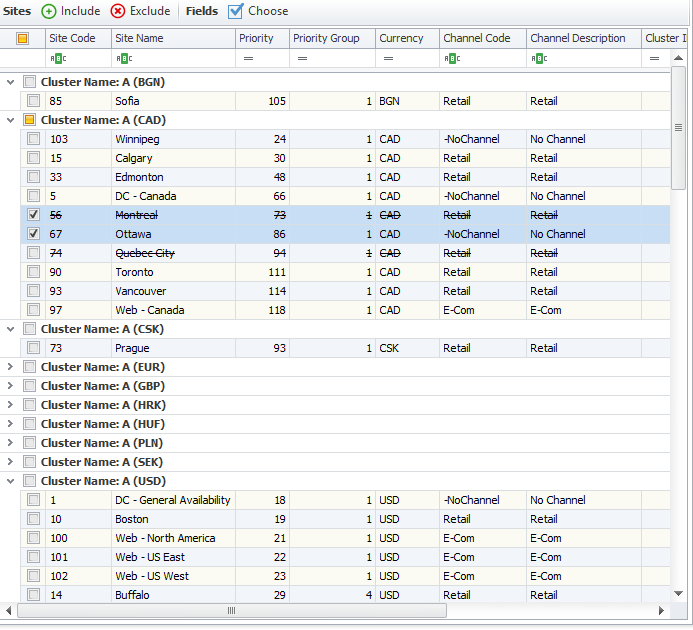 Sites Include Exclude Fields Choose
Site Code Site Name Priority Priority Group Currency Channel Code Channel Description Cluster I
ABC ABC = = = ABC ABC =
Cluster Name: A (BGN)
85 Sofia 105 1 BGN Retail Retail
Cluster Name: A (CAD)
103 Winnipeg 24 1 CAD -NoChannel No Channel
15 Calgary 30 1 CAD Retail Retail
33 Edmonton 48 1 CAD Retail Retail
5 DC - Canada 66 1 CAD -NoChannel No Channel
56 Montreal 73 1 CAD Retail Retail
67 Ottawa 86 1 CAD -NoChannel No Channel
74 Quebec City 94 1 CAD Retail Retail
90 Toronto 111 1 CAD Retail Retail
93 Vancouver 114 1 CAD Retail Retail
97 Web - Canada 118 1 CAD E-Com E-Com
Cluster Name: A (CSK)
73 Prague 93 1 CSK Retail Retail
Cluster Name: A (EUR)
Cluster Name: A (GBP)
Cluster Name: A (HRK)
Cluster Name: A (HUF)
Cluster Name: A (PLN)
Cluster Name: A (SEK)
Cluster Name: A (USD)
1 DC - General Availability 18 1 USD -NoChannel No Channel
10 Boston 19 1 USD Retail Retail
100 Web - North America 21 1 USD E-Com E-Com
101 Web - US East 22 1 USD E-Com E-Com
102 Web - US West 23 1 USD E-Com E-Com
14 Buffalo 29 4 USD Retail Retail